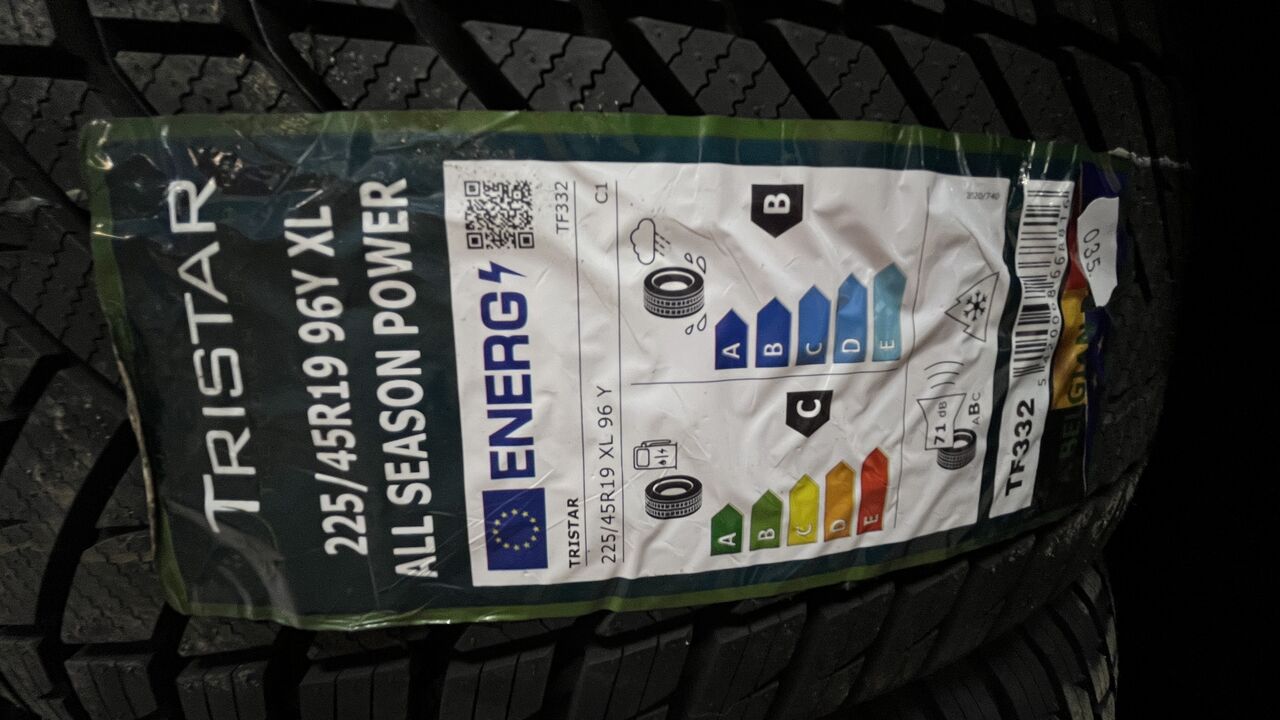 TRISTAR
225/45R19 96Y XL
ALL SEASON POWER
ENERG
TRISTAR
TF332
225/45R19 XL 96 Y
C1
A
B
C
D
E
C
A
B
C
D
E
B
71 dB
ABC
2020/740
TF332
035-